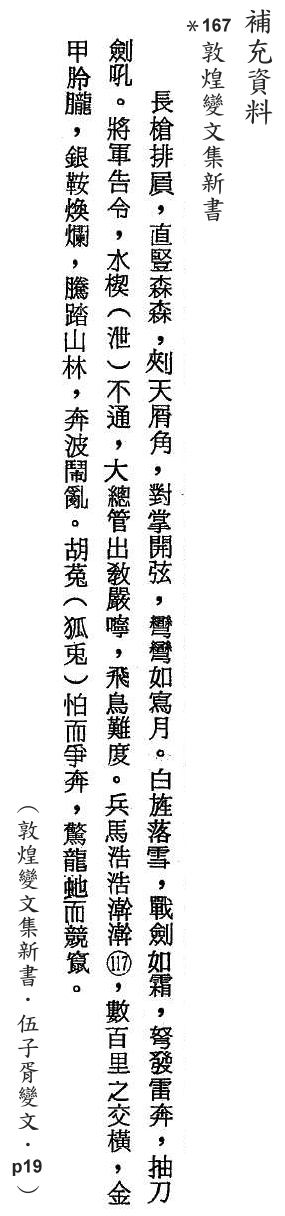 補充資料
*167 敦煌變文集新書
長槍排肩，直豎森森，刾天屑角，對掌開弦，彎彎如寫月。白旌落雪，戰劍如霜，弩發雷奔，抽刀
劍吼。將軍告令，水楔（泄）不通，大總管出教嚴嚀，飛鳥難度。兵馬浩浩澣澣⑰，數百里之交橫，金
甲朎朧，銀鞍煥爛，騰踏山林，奔波鬧亂。胡菟（狐兎）怕而爭奔，驚龍虵而競竄。
（敦煌變文集新書．伍子胥變文．p19）